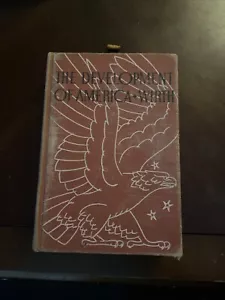 THE DEVELOPMENT
OF AMERICA • WIRTH